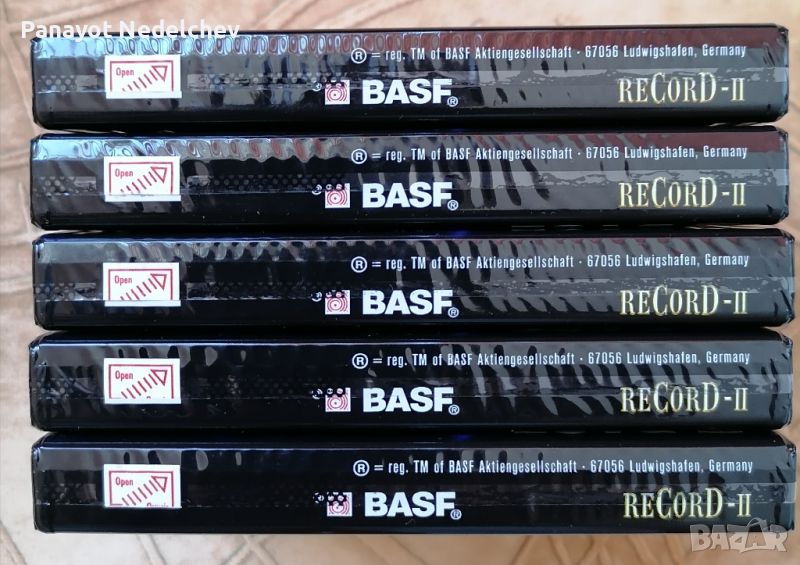 Panayot Nedelchev
Open
® = reg. TM of BASF Aktiengesellschaft · 67056 Ludwigshafen, Germany
BASF® RECORD-II
Open
® = reg. TM of BASF Aktiengesellschaft · 67056 Ludwigshafen, Germany
BASF® RECORD-II
Open
® = reg. TM of BASF Aktiengesellschaft · 67056 Ludwigshafen, Germany
BASF® RECORD-II
Open
® = reg. TM of BASF Aktiengesellschaft · 67056 Ludwigshafen, Germany
BASF® RECORD-II
Open
® = reg. TM of BASF Aktiengesellschaft · 67056 Ludwigshafen, Germany
BASF® RECORD-II
BAZAR